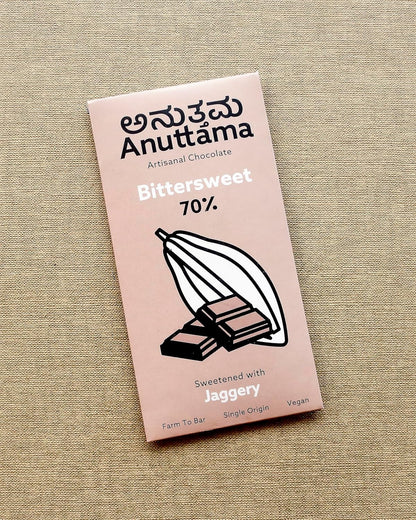 ಅನುತ್ತಮ
Anuttama
Artisanal Chocolate
Bittersweet
70%
Sweetened with
Jaggery
Farm To Bar Single Origin Vegan